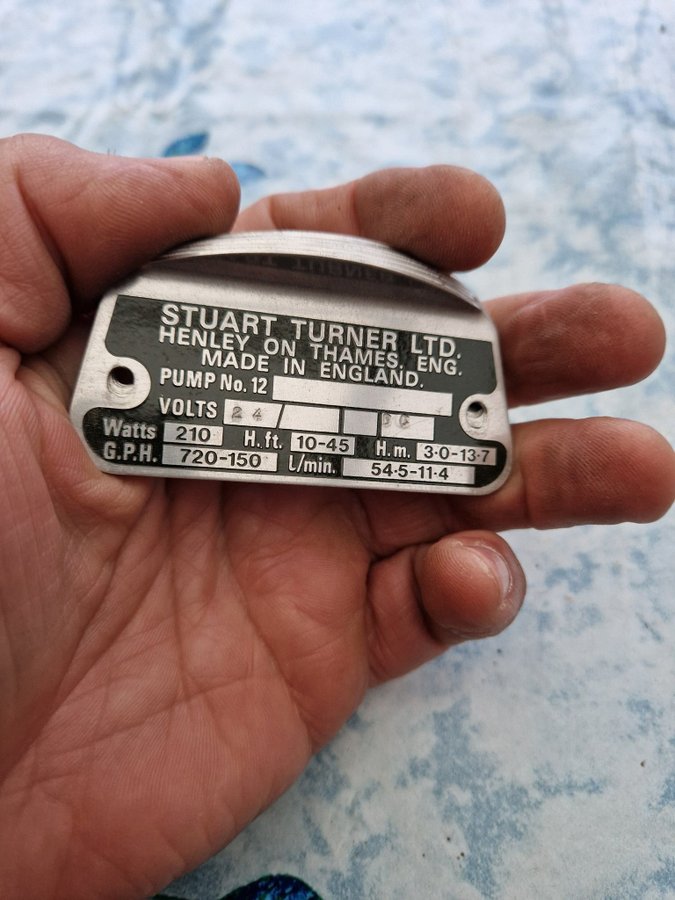 STUART TURNER LTD.
HENLEY ON THAMES, ENG.
MADE IN ENGLAND.
PUMP No. 12
VOLTS 24/ DC
Watts 210 H.ft. 10-45 H.m. 3·0-13·7
G.P.H. 720-150 l/min. 54·5-11·4